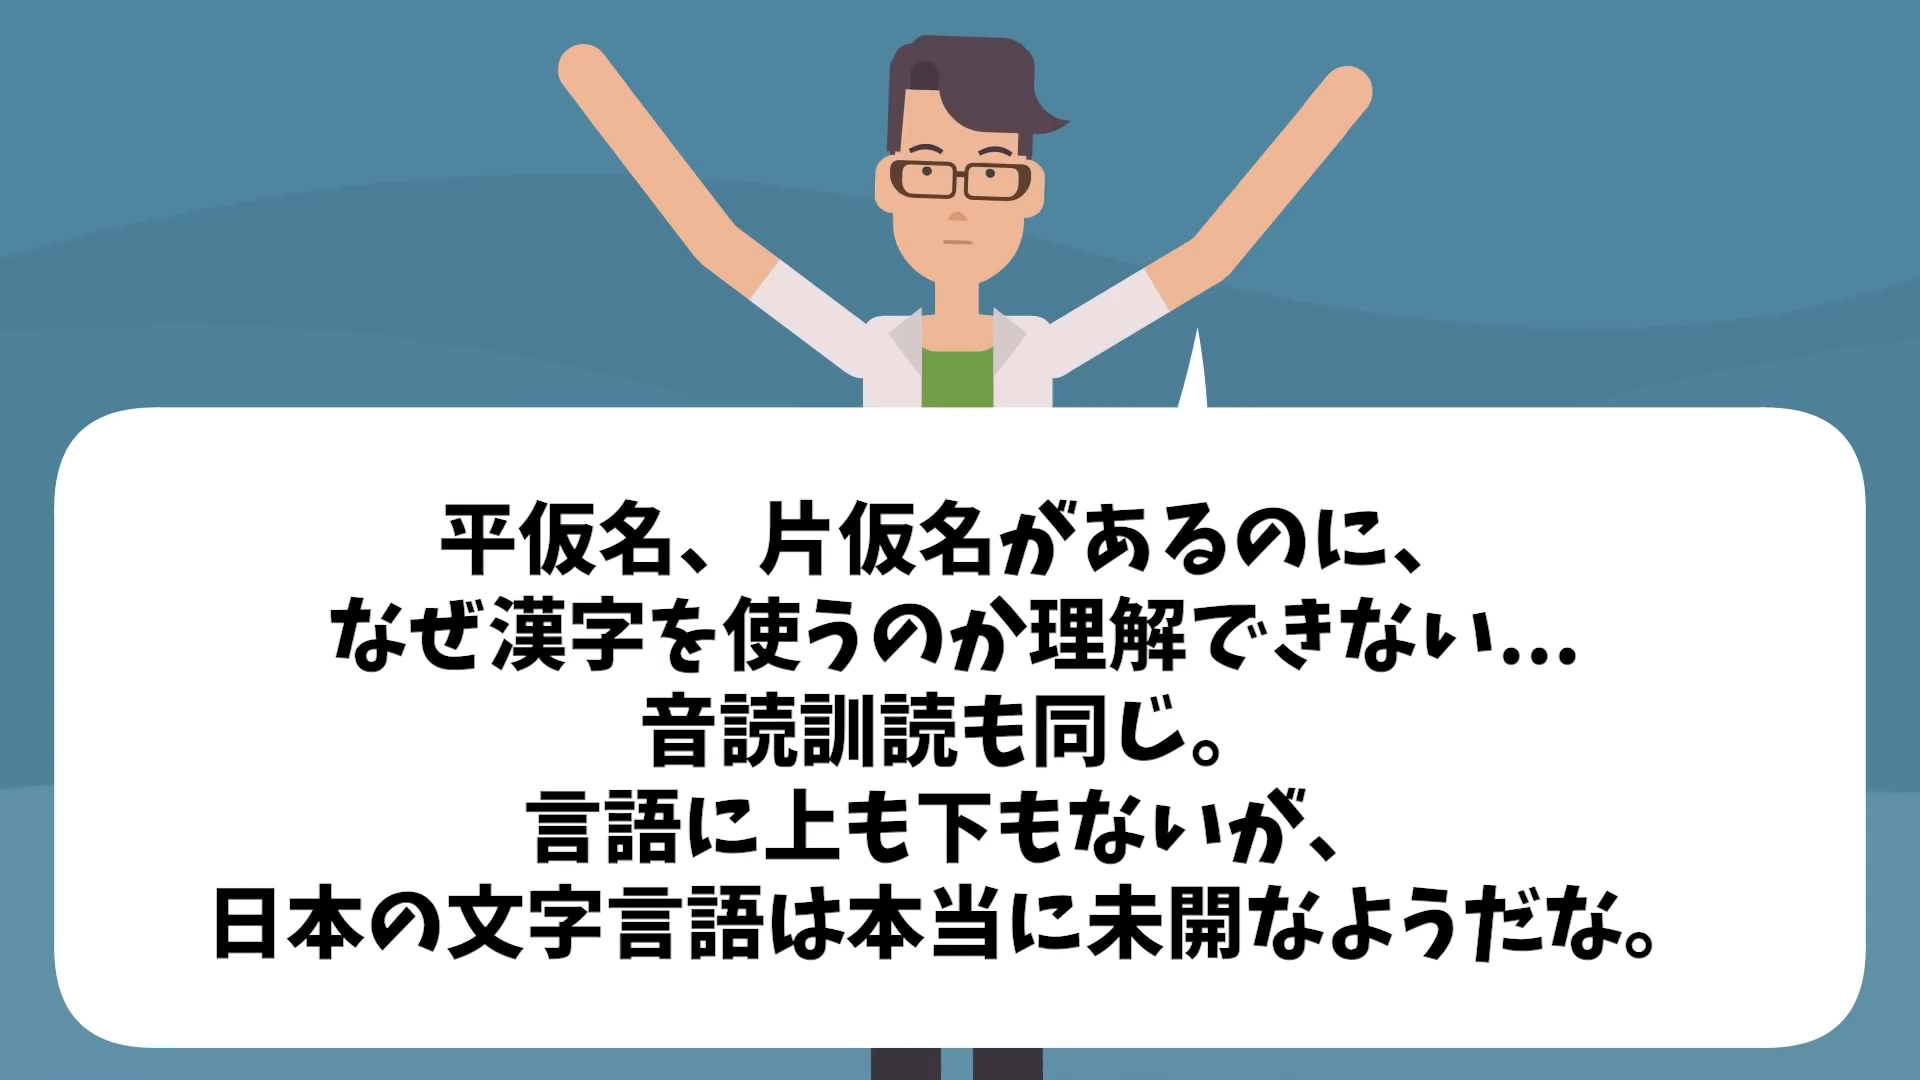 平仮名、片仮名があるのに、
なぜ漢字を使うのか理解できない...
音読訓読も同じ。
言語に上も下もないが、
日本の文字言語は本当に未開なようだな。